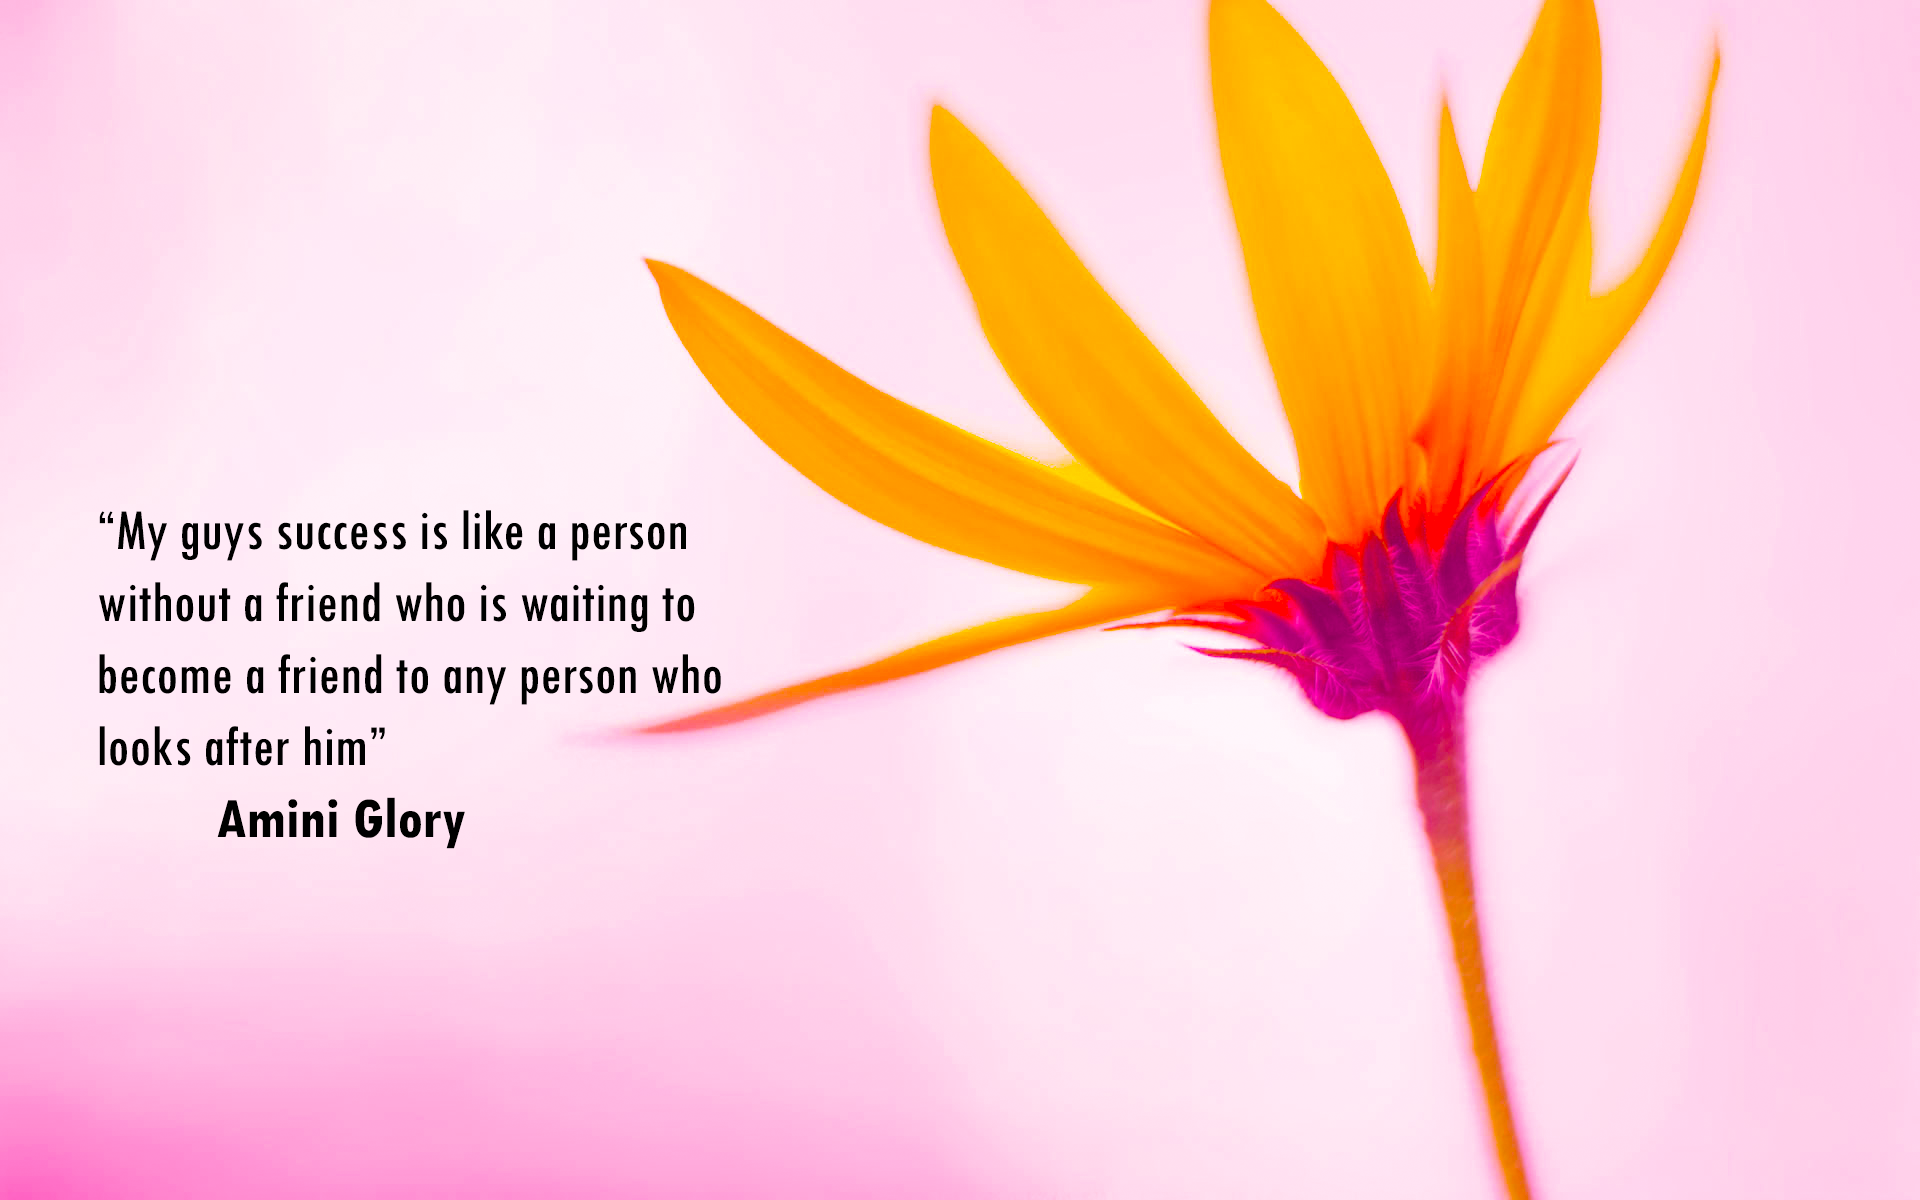 “My guys success is like a person
without a friend who is waiting to
become a friend to any person who
looks after him”
Amini Glory